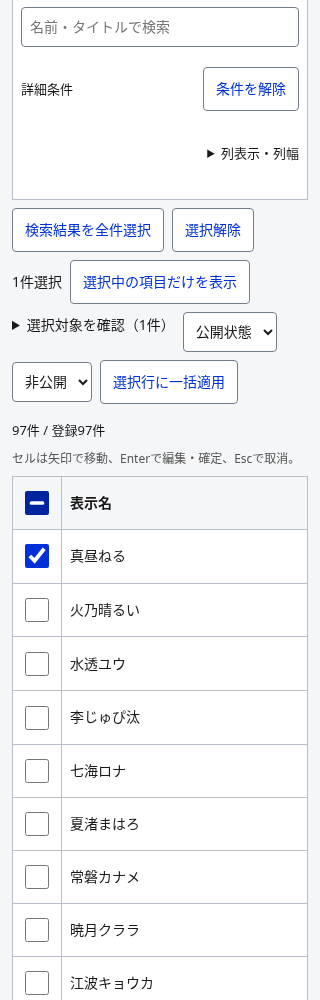 名前・タイトルで検索
詳細条件 条件を解除
▶ 列表示・列幅
検索結果を全件選択 選択解除
1件選択 選択中の項目だけを表示
▶ 選択対象を確認（1件） 公開状態
非公開 選択行に一括適用
97件 / 登録97件
セルは矢印で移動、Enterで編集・確定、Escで取消。
表示名
真昼ねる
火乃晴るい
水透ユウ
李じゅぴ汰
七海ロナ
夏渚まほろ
常磐カナメ
暁月クララ
江波キョウカ